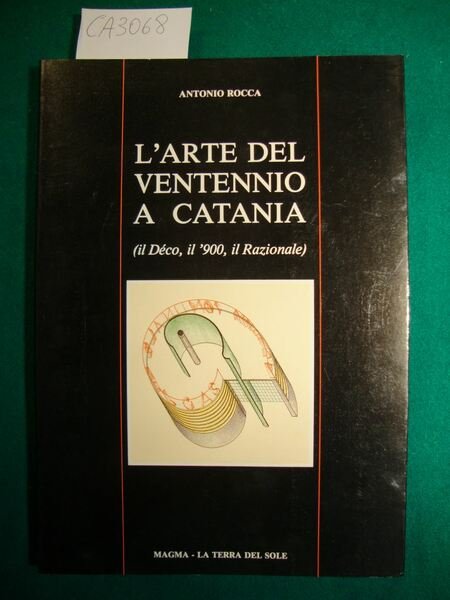 CA3068
ANTONIO ROCCA
L'ARTE DEL
VENTENNIO
A CATANIA
(il Déco, il '900, il Razionale)
MAGMA - LA TERRA DEL SOLE